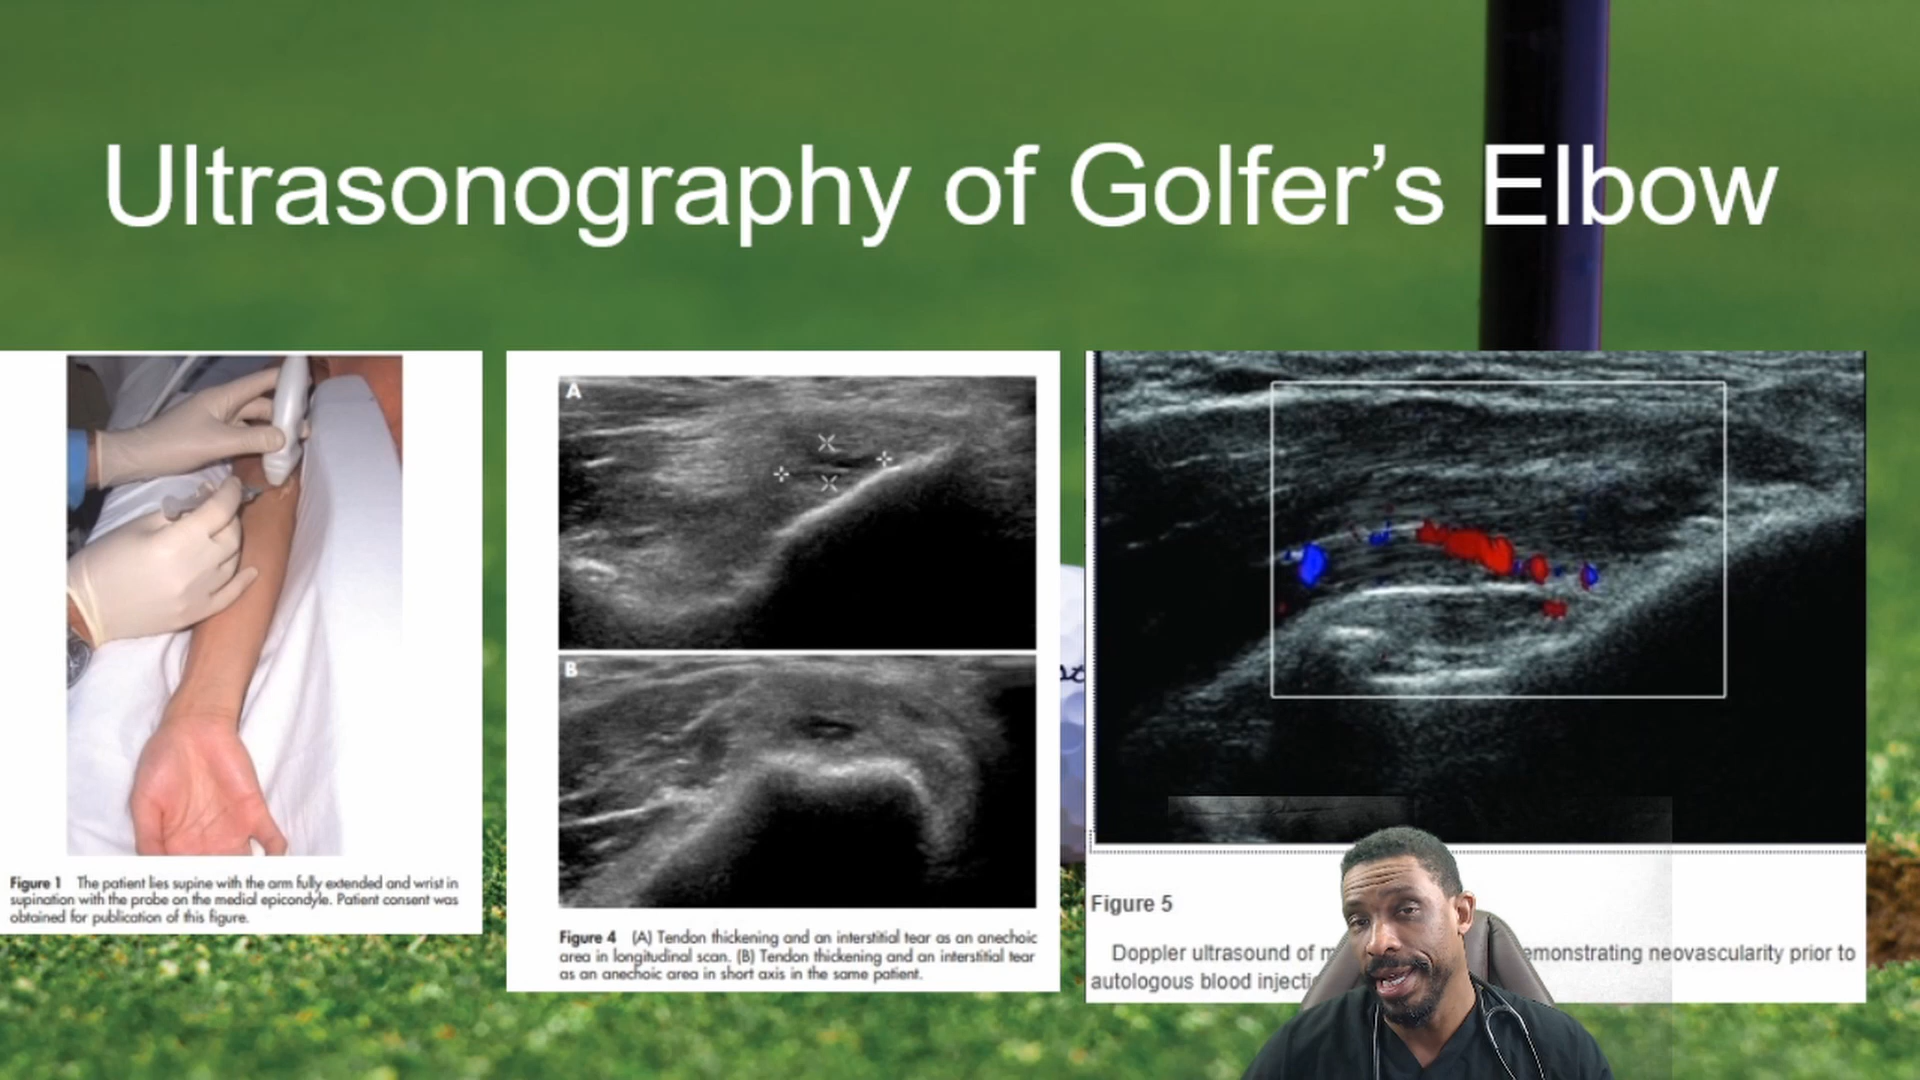 Ultrasonography of Golfer's Elbow
Figure 1 The patient lies supine with the arm fully extended and wrist in
supination with the probe on the medial epicondyle. Patient consent was
obtained for publication of this figure.
A
B
Figure 4 (A) Tendon thickening and an interstitial tear as an anechoic
area in longitudinal scan. (B) Tendon thickening and an interstitial tear
as an anechoic area in short axis in the same patient.
Figure 5
Doppler ultrasound of emonstrating neovascularity prior to
autologous blood